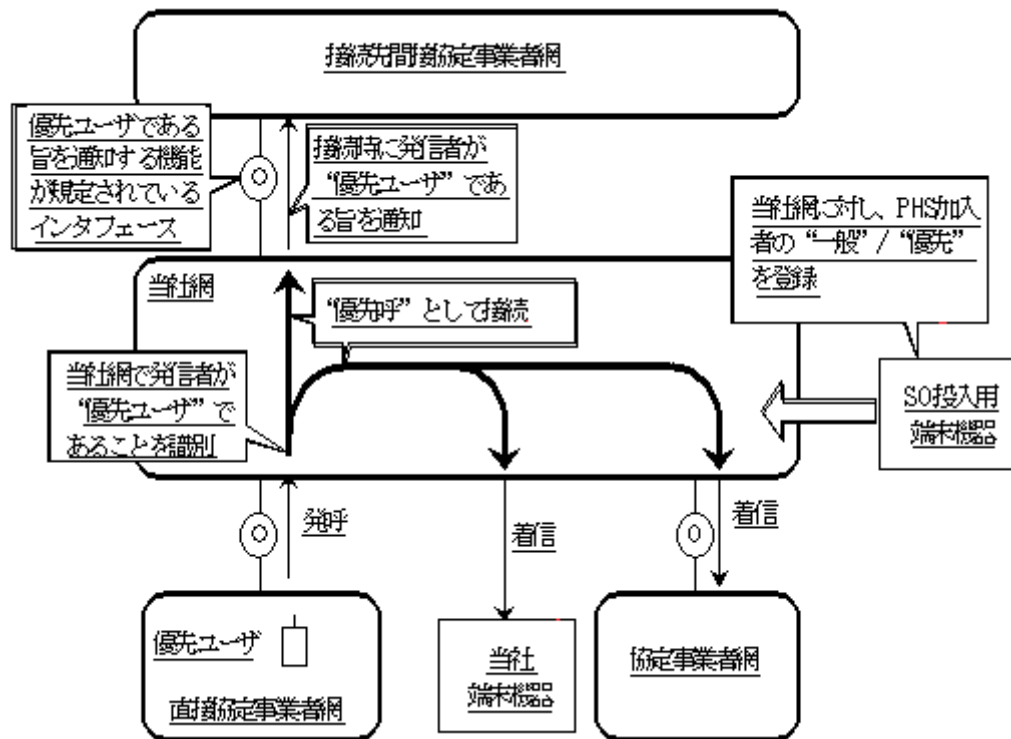 接続先間接協定事業者網
優先ユーザである
旨を通知する機能
が規定されている
インタフェース
接続時に発信者が
“優先ユーザ”であ
る旨を通知
当社網に対し、PHS加入
者の“一般”/“優先”
を登録
当社網
“優先呼”として接続
当社網で発信者が
“優先ユーザ”で
あることを識別
SO投入用
端末機器
発呼
着信
着信
優先ユーザ
直接協定事業者網
当社
端末機器
協定事業者網